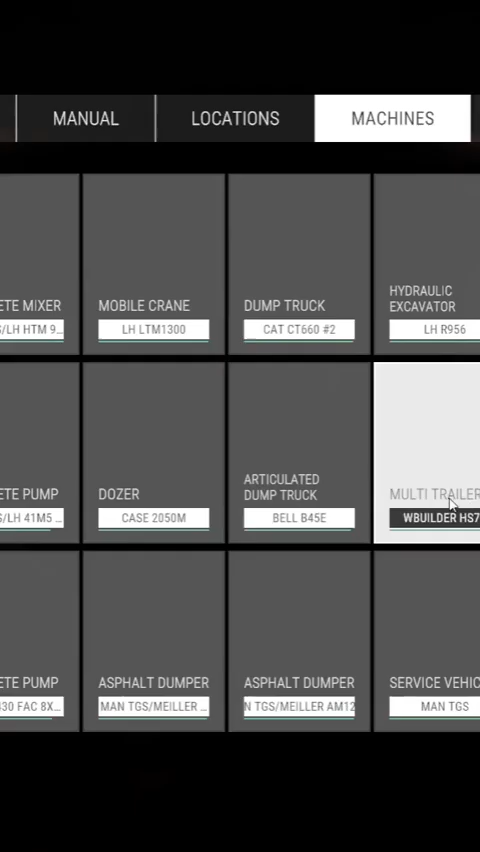 MANUAL
LOCATIONS
MACHINES
ETE MIXER
MOBILE CRANE
DUMP TRUCK
HYDRAULIC
EXCAVATOR
S/LH HTM 9...
LH LTM1300
CAT CT660 #2
LH R956
ETE PUMP
DOZER
ARTICULATED
DUMP TRUCK
MULTI TRAILER
S/LH 41M5 ...
CASE 2050M
BELL B45E
WBUILDER HS7
ETE PUMP
ASPHALT DUMPER
ASPHALT DUMPER
SERVICE VEHIC
430 FAC 8X...
MAN TGS/MEILLER ...
N TGS/MEILLER AM12
MAN TGS